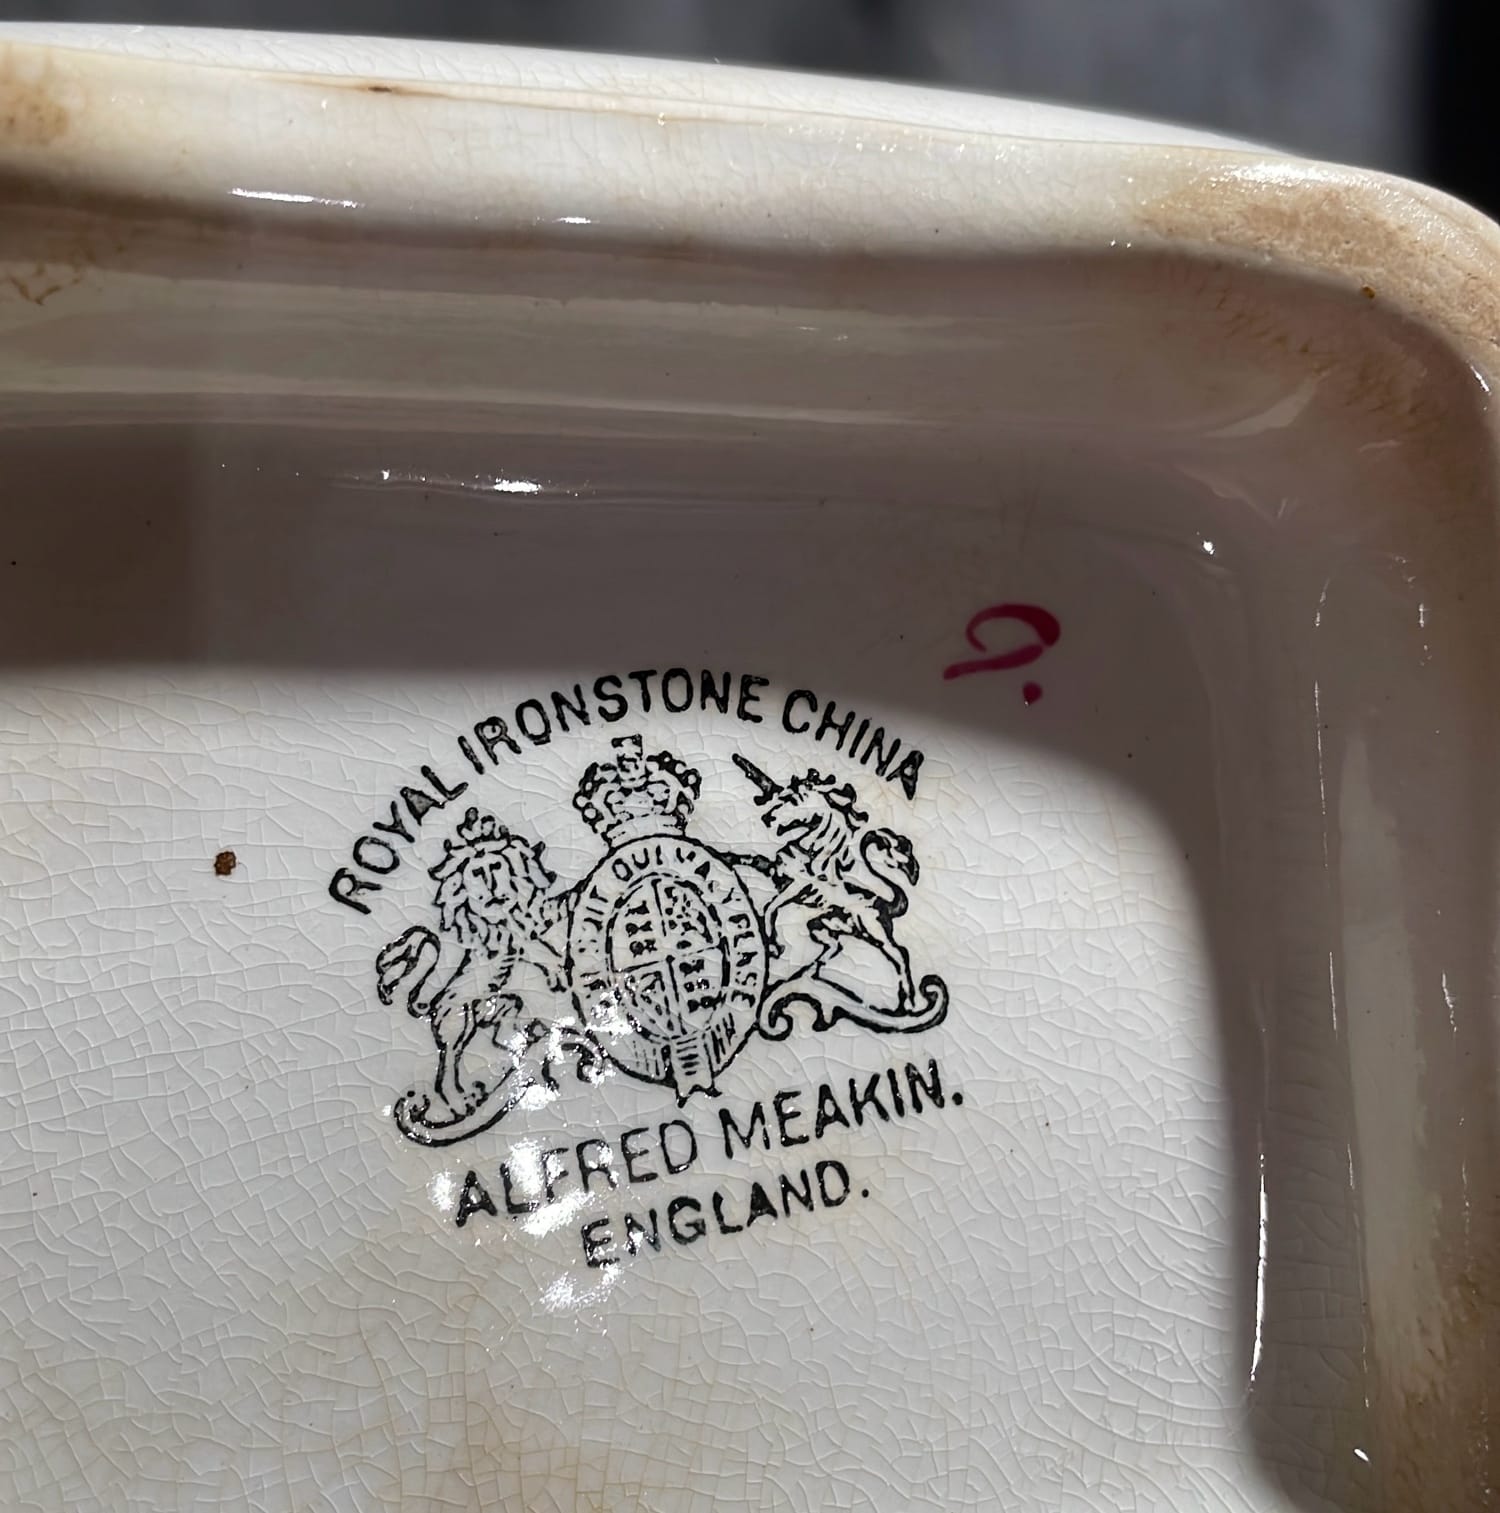 ROYAL IRONSTONE CHINA
ALFRED MEAKIN.
ENGLAND.